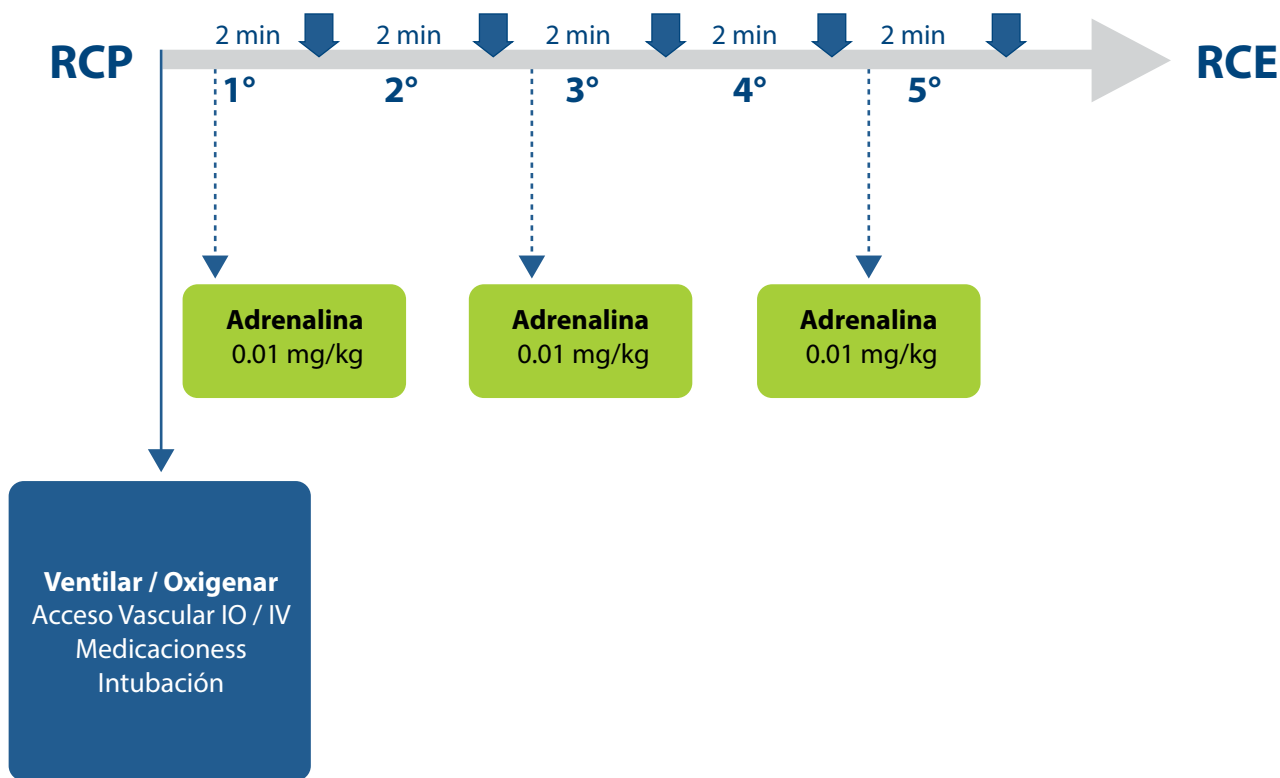 2 min
2 min
2 min
2 min
2 min
RCP
RCE
1°
2°
3°
4°
5°
Adrenalina
0.01 mg/kg
Adrenalina
0.01 mg/kg
Adrenalina
0.01 mg/kg
Ventilar / Oxigenar
Acceso Vascular IO / IV
Medicacioness
Intubación